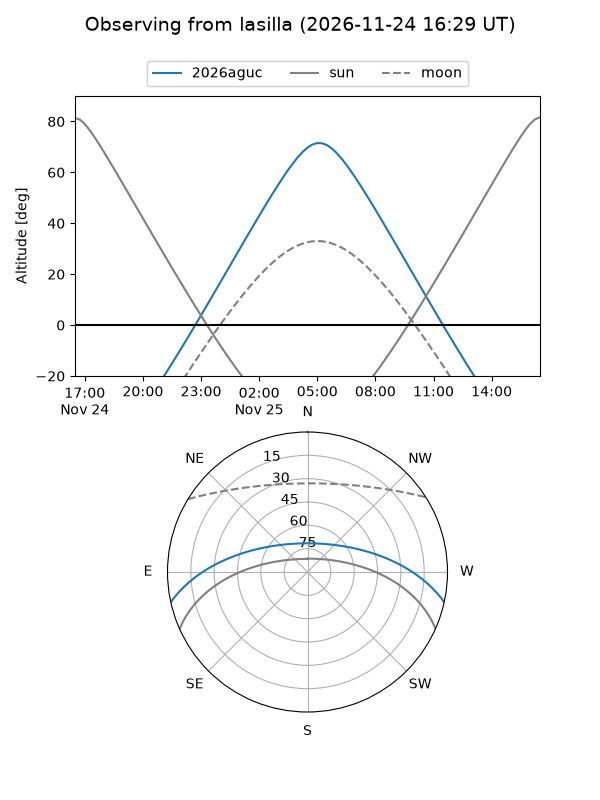 Observing from lasilla (2026-11-24 16:29 UT)
2026aguc sun moon
80
60
40
20
0
−20
Altitude [deg]
17:00 20:00 23:00 02:00 05:00 08:00 11:00 14:00
Nov 24 Nov 25
N
NE NW
15
30
45
60
75
E W
SE SW
S